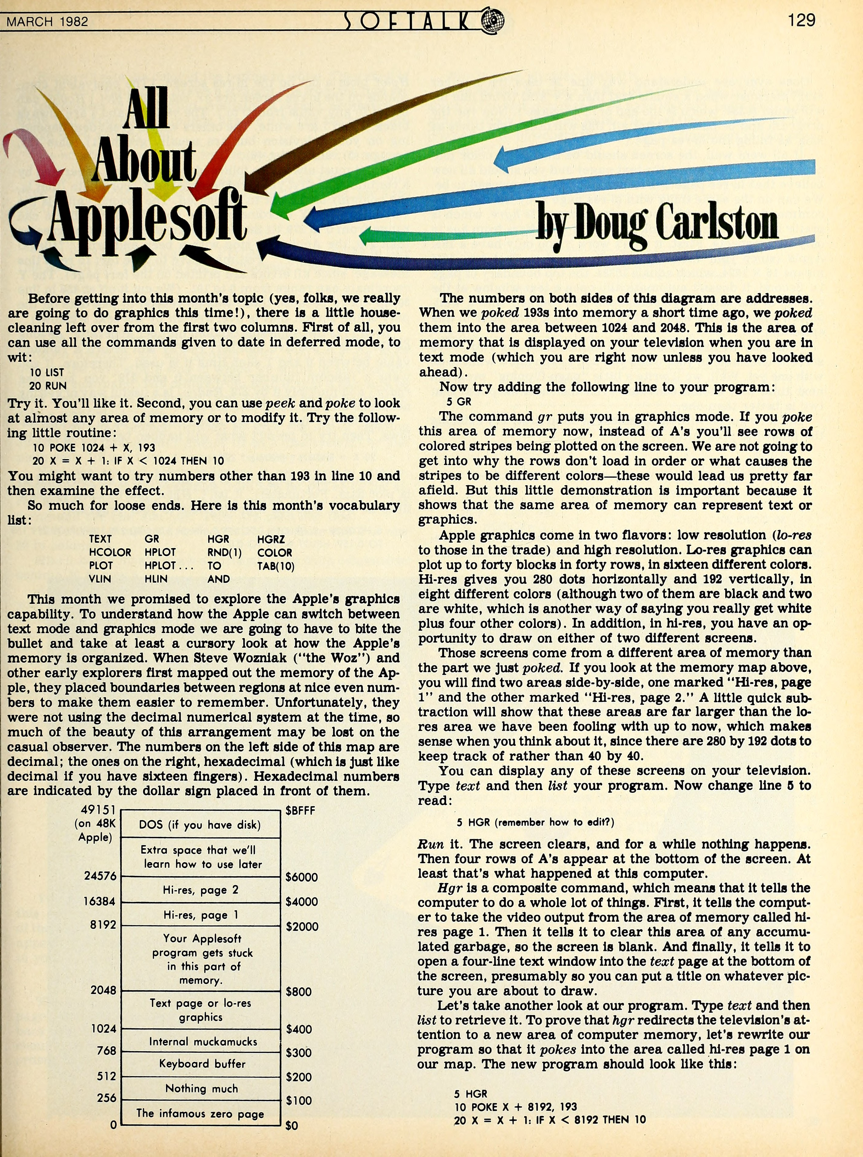 MARCH 1982
SOFTALK
129
All
About
Applesoft
by Doug Carlston
Before getting into this month's topic (yes, folks, we really
are going to do graphics this time!), there is a little house-
cleaning left over from the first two columns. First of all, you
can use all the commands given to date in deferred mode, to
wit:
10 LIST
20 RUN
Try it. You'll like it. Second, you can use peek and poke to look
at almost any area of memory or to modify it. Try the follow-
ing little routine:
10 POKE 1024 + X, 193
20 X = X + 1: IF X < 1024 THEN 10
You might want to try numbers other than 193 in line 10 and
then examine the effect.
So much for loose ends. Here is this month's vocabulary
list:
TEXT GR HGR HGRZ
HCOLOR HPLOT RND(1) COLOR
PLOT HPLOT... TO TAB(10)
VLIN HLIN AND
This month we promised to explore the Apple's graphics
capability. To understand how the Apple can switch between
text mode and graphics mode we are going to have to bite the
bullet and take at least a cursory look at how the Apple's
memory is organized. When Steve Wozniak ("the Woz") and
other early explorers first mapped out the memory of the Ap-
ple, they placed boundaries between regions at nice even num-
bers to make them easier to remember. Unfortunately, they
were not using the decimal numerical system at the time, so
much of the beauty of this arrangement may be lost on the
casual observer. The numbers on the left side of this map are
decimal; the ones on the right, hexadecimal (which is just like
decimal if you have sixteen fingers). Hexadecimal numbers
are indicated by the dollar sign placed in front of them.
49151 $BFFF
(on 48K DOS (if you have disk)
Apple)
Extra space that we'll
learn how to use later
24576 $6000
Hi-res, page 2
16384 $4000
Hi-res, page 1
8192 $2000
Your Applesoft
program gets stuck
in this part of
memory.
2048 $800
Text page or lo-res
graphics
1024 $400
Internal muckamucks
768 $300
Keyboard buffer
512 $200
Nothing much
256 $100
The infamous zero page
0 $0
The numbers on both sides of this diagram are addresses.
When we poked 193s into memory a short time ago, we poked
them into the area between 1024 and 2048. This is the area of
memory that is displayed on your television when you are in
text mode (which you are right now unless you have looked
ahead).
Now try adding the following line to your program:
5 GR
The command gr puts you in graphics mode. If you poke
this area of memory now, instead of A's you'll see rows of
colored stripes being plotted on the screen. We are not going to
get into why the rows don't load in order or what causes the
stripes to be different colors—these would lead us pretty far
afield. But this little demonstration is important because it
shows that the same area of memory can represent text or
graphics.
Apple graphics come in two flavors: low resolution (lo-res
to those in the trade) and high resolution. Lo-res graphics can
plot up to forty blocks in forty rows, in sixteen different colors.
Hi-res gives you 280 dots horizontally and 192 vertically, in
eight different colors (although two of them are black and two
are white, which is another way of saying you really get white
plus four other colors). In addition, in hi-res, you have an op-
portunity to draw on either of two different screens.
Those screens come from a different area of memory than
the part we just poked. If you look at the memory map above,
you will find two areas side-by-side, one marked "Hi-res, page
1" and the other marked "Hi-res, page 2." A little quick sub-
traction will show that these areas are far larger than the lo-
res area we have been fooling with up to now, which makes
sense when you think about it, since there are 280 by 192 dots to
keep track of rather than 40 by 40.
You can display any of these screens on your television.
Type text and then list your program. Now change line 5 to
read:
5 HGR (remember how to edit?)
Run it. The screen clears, and for a while nothing happens.
Then four rows of A's appear at the bottom of the screen. At
least that's what happened at this computer.
Hgr is a composite command, which means that it tells the
computer to do a whole lot of things. First, it tells the comput-
er to take the video output from the area of memory called hi-
res page 1. Then it tells it to clear this area of any accumu-
lated garbage, so the screen is blank. And finally, it tells it to
open a four-line text window into the text page at the bottom of
the screen, presumably so you can put a title on whatever pic-
ture you are about to draw.
Let's take another look at our program. Type text and then
list to retrieve it. To prove that hgr redirects the television's at-
tention to a new area of computer memory, let's rewrite our
program so that it pokes into the area called hi-res page 1 on
our map. The new program should look like this:
5 HGR
10 POKE X + 8192, 193
20 X = X + 1: IF X < 8192 THEN 10